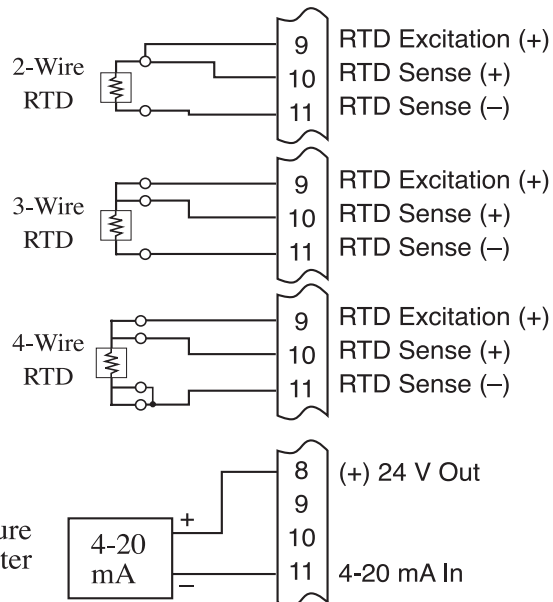 2-Wire
RTD
9 RTD Excitation (+)
10 RTD Sense (+)
11 RTD Sense (–)
3-Wire
RTD
9 RTD Excitation (+)
10 RTD Sense (+)
11 RTD Sense (–)
4-Wire
RTD
9 RTD Excitation (+)
10 RTD Sense (+)
11 RTD Sense (–)
4-20
mA
+
–
8 (+) 24 V Out
9
10
11 4-20 mA In